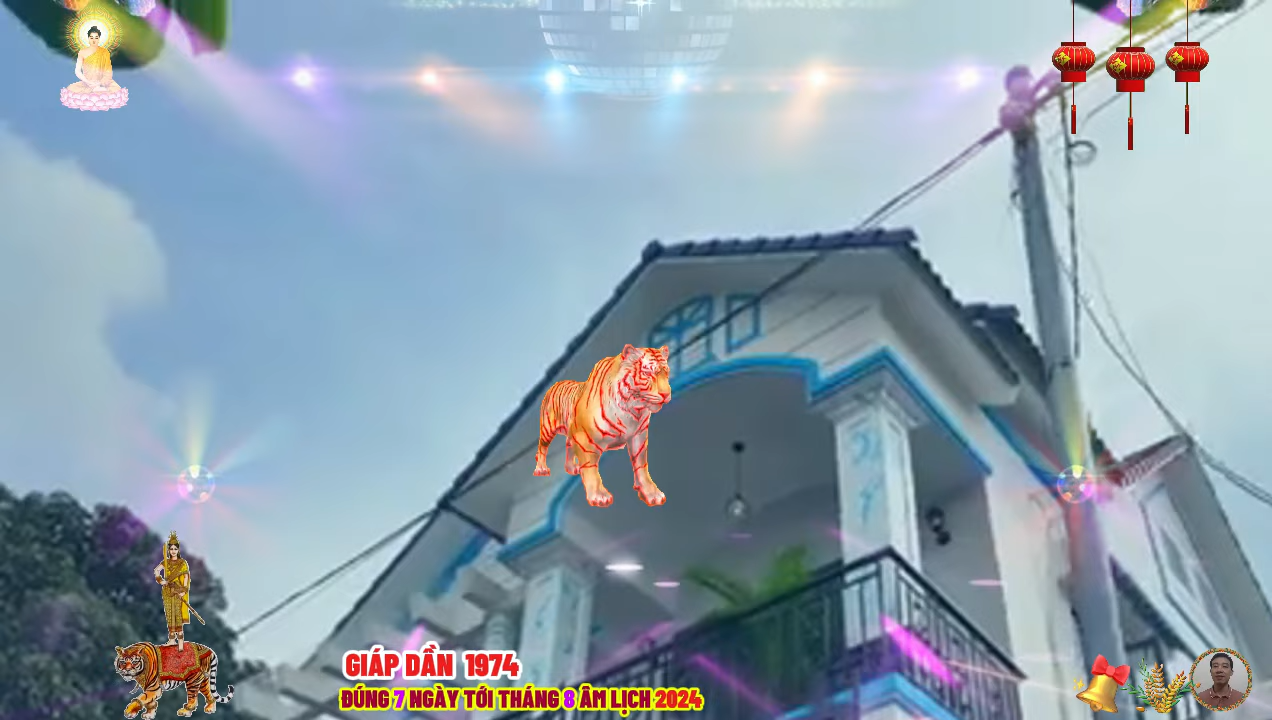 GIÁP DẦN 1974
ĐÚNG 7 NGÀY TỚI THÁNG 8 ÂM LỊCH 2024